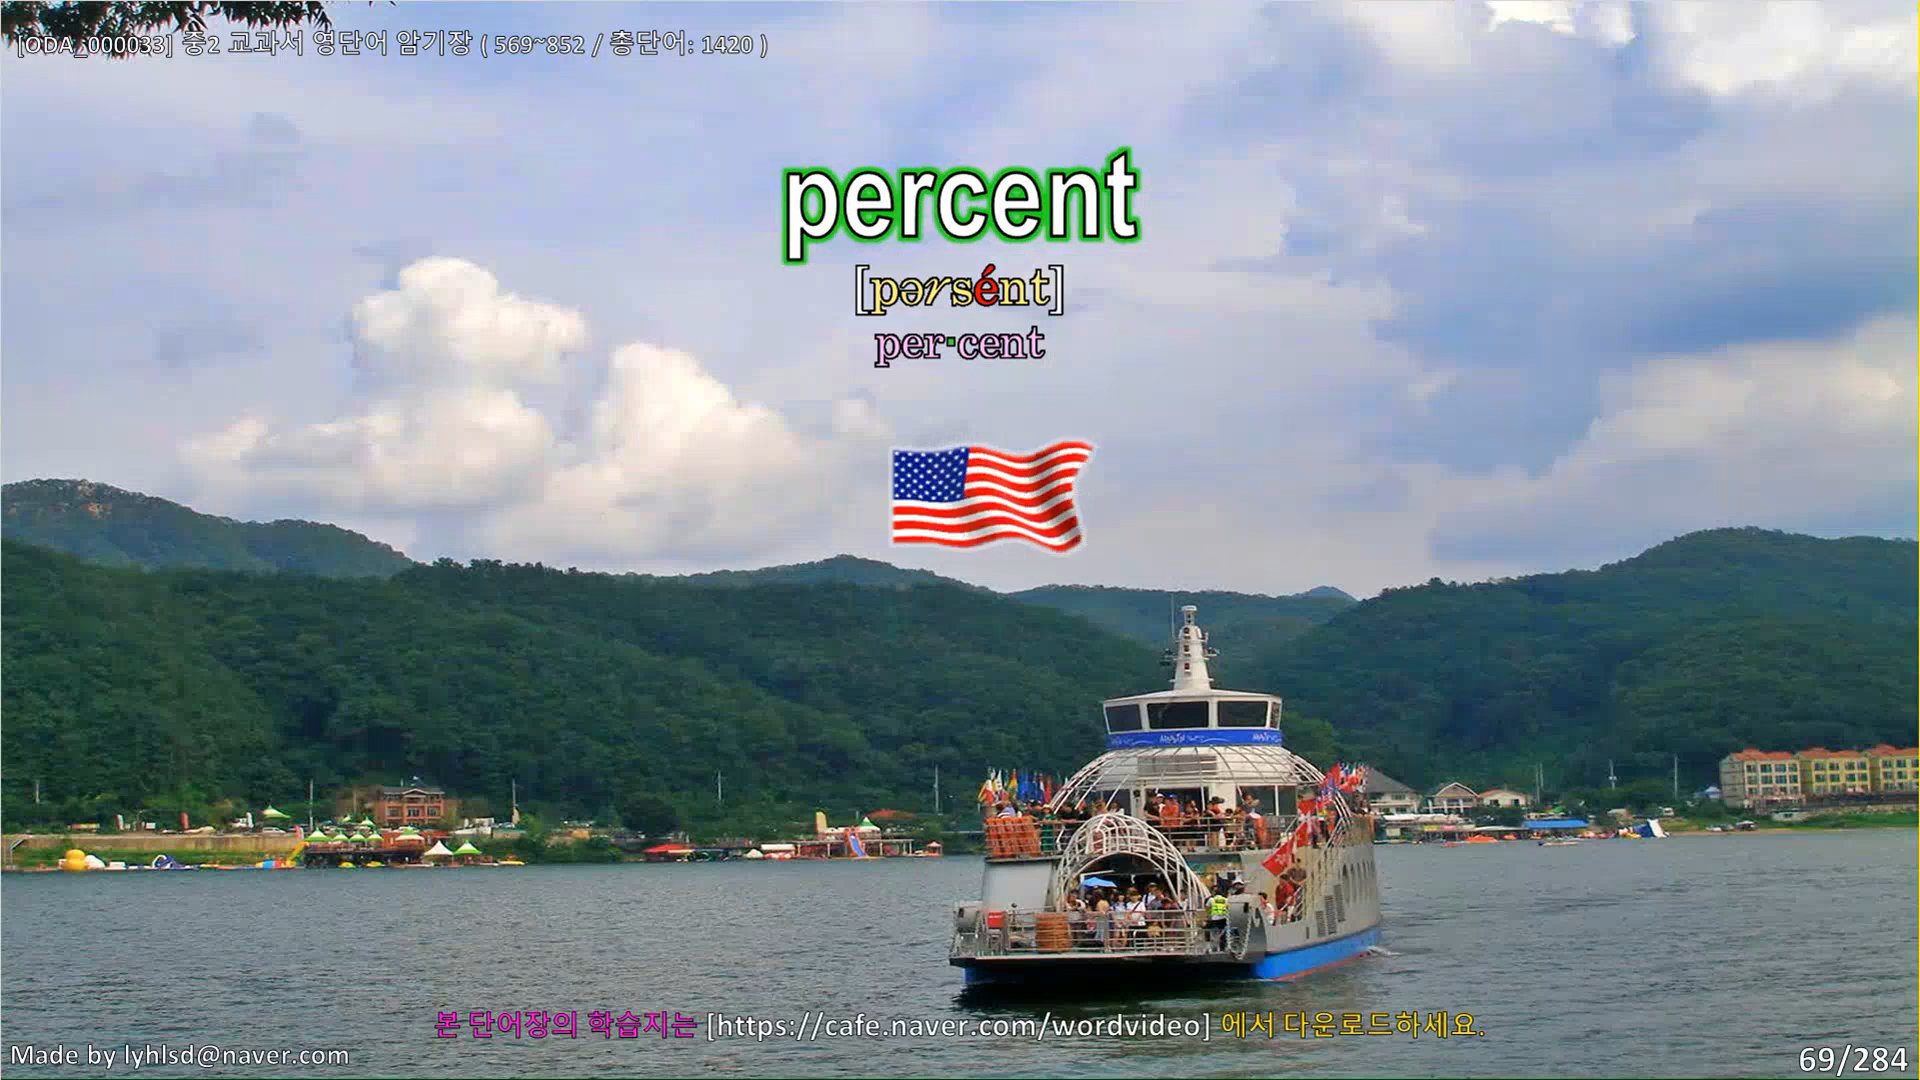 [ODA_000033] 중2 교과서 영단어 암기장 ( 569~852 / 총단어: 1420 )
percent
[pərsént]
per·cent
본 단어장의 학습지는 [https://cafe.naver.com/wordvideo] 에서 다운로드하세요.
Made by lyhlsd@naver.com
69/284